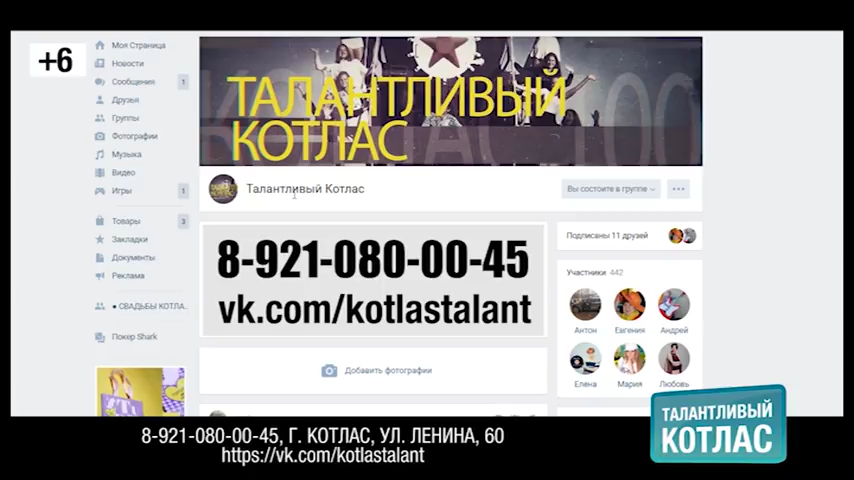 +6
Моя Страница
Новости
Сообщения 1
Друзья
Группы
Фотографии
Музыка
Видео
Игры 1
Товары 3
Закладки
Документы
Реклама
СВАДЬБЫ КОТЛА..
Покер Shark
ТАЛАНТЛИВЫЙ
КОТЛАС
Талантливый Котлас
Вы состоите в группе
8-921-080-00-45
vk.com/kotlastalant
Добавить фотографии
Подписаны 11 друзей
Участники 442
Антон Евгения Андрей
Елена Мария Любовь
ТАЛАНТЛИВЫЙ
КОТЛАС
8-921-080-00-45, Г. КОТЛАС, УЛ. ЛЕНИНА, 60
https://vk.com/kotlastalant